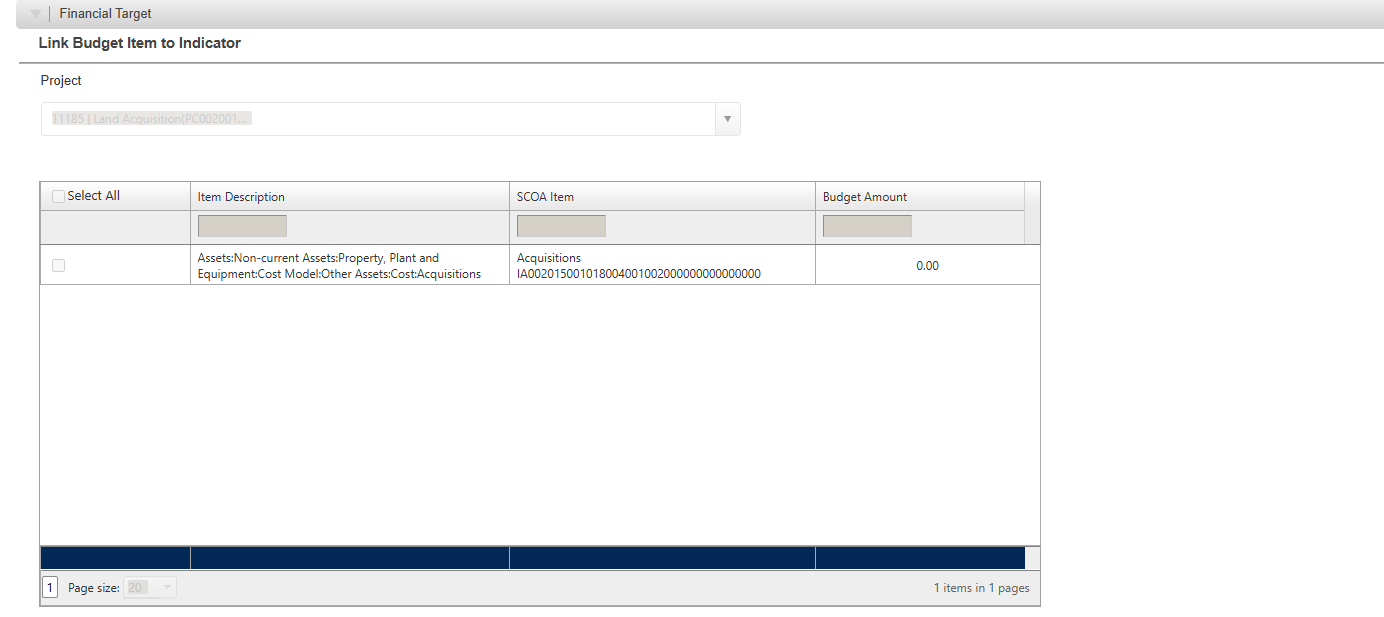 Financial Target
Link Budget Item to Indicator
Project
11185 | Land Acquisition(PC002001...
Select All
Item Description
SCOA Item
Budget Amount
Assets:Non-current Assets:Property, Plant and
Equipment:Cost Model:Other Assets:Cost:Acquisitions
Acquisitions
IA00201500101800400100200000000000000
0.00
1
Page size:
20
1 items in 1 pages